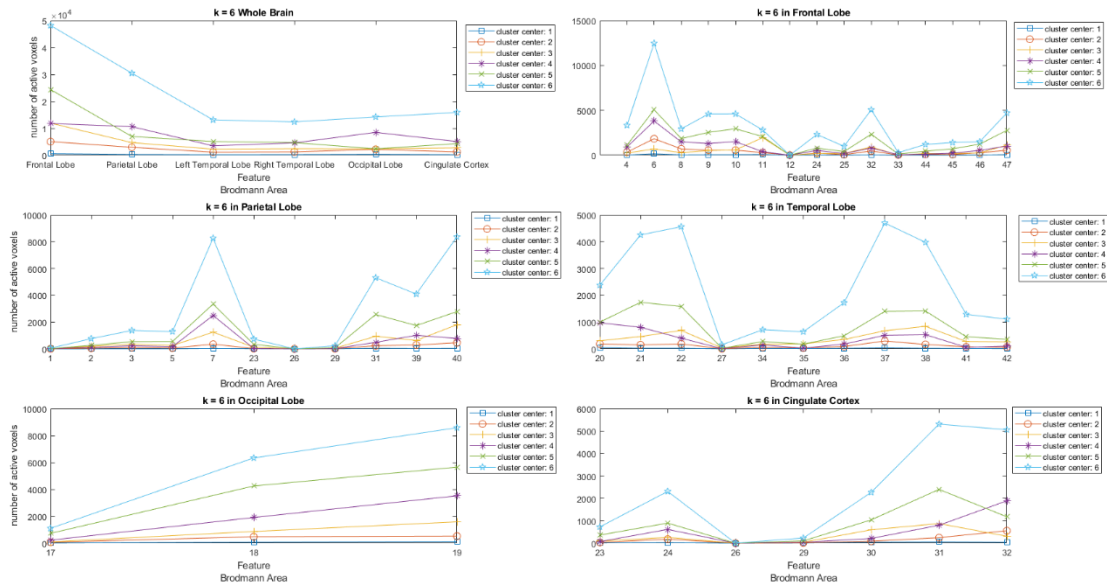 k = 6 Whole Brain
×10⁴
5
4
3
2
1
0
number of active voxels
Frontal Lobe Parietal Lobe Left Temporal Lobe Right Temporal Lobe Occipital Lobe Cingulate Cortex
Feature
Brodmann Area
cluster center: 1
cluster center: 2
cluster center: 3
cluster center: 4
cluster center: 5
cluster center: 6
k = 6 in Frontal Lobe
15000
10000
5000
0
4 6 8 9 10 11 12 24 25 32 33 44 45 46 47
Feature
Brodmann Area
cluster center: 1
cluster center: 2
cluster center: 3
cluster center: 4
cluster center: 5
cluster center: 6
k = 6 in Parietal Lobe
10000
8000
6000
4000
2000
0
number of active voxels
1 2 3 5 7 23 26 29 31 39 40
Feature
Brodmann Area
cluster center: 1
cluster center: 2
cluster center: 3
cluster center: 4
cluster center: 5
cluster center: 6
k = 6 in Temporal Lobe
5000
4000
3000
2000
1000
0
20 21 22 27 34 35 36 37 38 41 42
Feature
Brodmann Area
cluster center: 1
cluster center: 2
cluster center: 3
cluster center: 4
cluster center: 5
cluster center: 6
k = 6 in Occipital Lobe
10000
8000
6000
4000
2000
0
number of active voxels
17 18 19
Feature
Brodmann Area
cluster center: 1
cluster center: 2
cluster center: 3
cluster center: 4
cluster center: 5
cluster center: 6
k = 6 in Cingulate Cortex
6000
5000
4000
3000
2000
1000
0
23 24 26 29 30 31 32
Feature
Brodmann Area
cluster center: 1
cluster center: 2
cluster center: 3
cluster center: 4
cluster center: 5
cluster center: 6